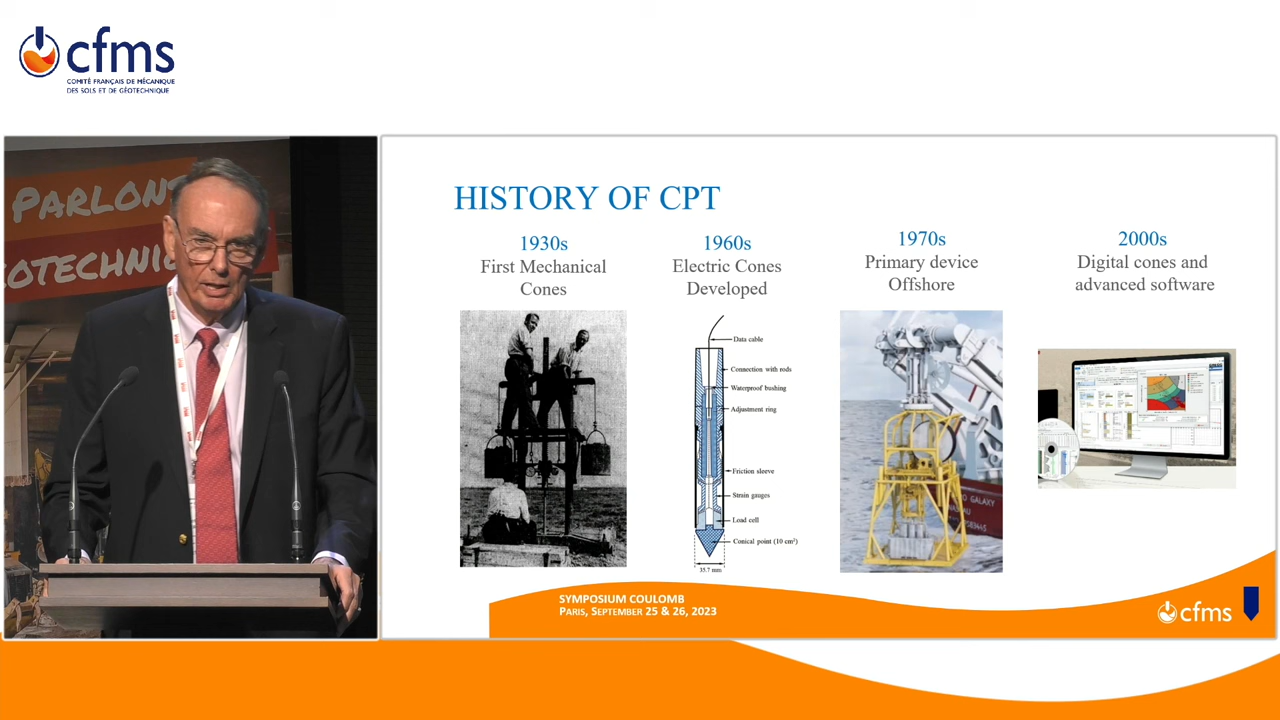 cfms
COMITÉ FRANÇAIS DE MÉCANIQUE
DES SOLS ET DE GÉOTECHNIQUE
PARLONS
OTECHNI
HISTORY OF CPT
1930s
First Mechanical
Cones
1960s
Electric Cones
Developed
1970s
Primary device
Offshore
2000s
Digital cones and
advanced software
Data cable
Connection with rods
Waterproof bushing
Adjustment ring
Friction sleeve
Strain gauges
Load cell
Conical point (10 cm²)
35.7 mm
GALAXY
SYMPOSIUM COULOMB
PARIS, SEPTEMBER 25 & 26, 2023
cfms